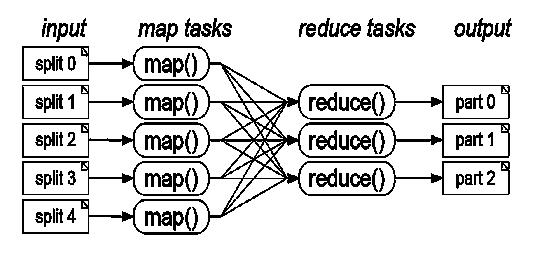 input map tasks reduce tasks output
split 0 map()
split 1 map() reduce() part 0
split 2 map() reduce() part 1
split 3 map() reduce() part 2
split 4 map()